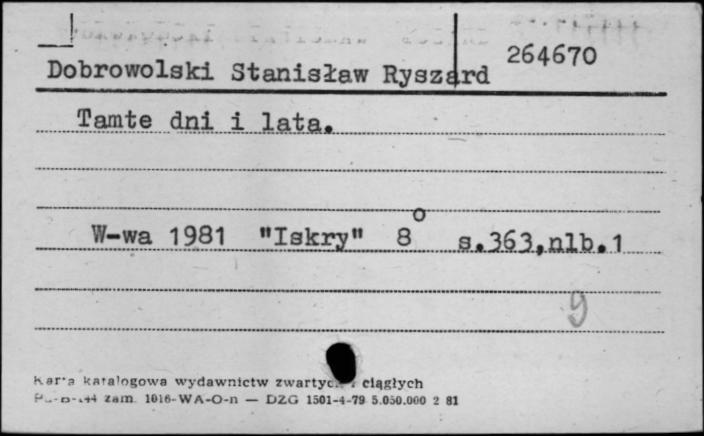 264670
Dobrowolski Stanisław Ryszard
Tamte dni i lata.
W-wa 1981 "Iskry" 8° s.363,nlb.1
9
Karta katalogowa wydawnictw zwartych i ciągłych
zam. 1016-WA-O-n — DZG 1501-4-79 5.050.000 2 81